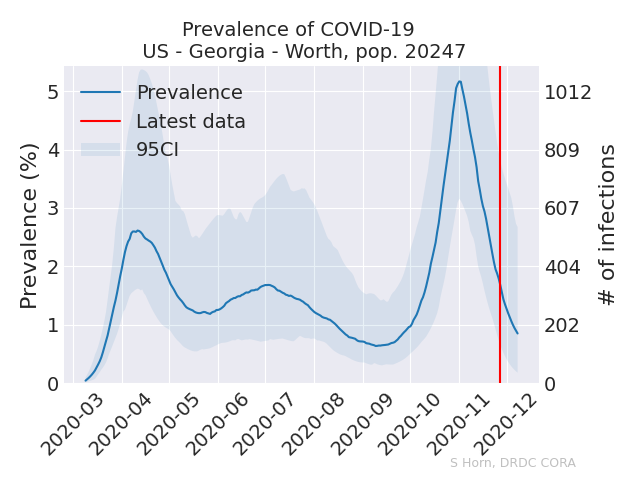 Prevalence of COVID-19
US - Georgia - Worth, pop. 20247
Prevalence
Latest data
95CI
Prevalence (%)
5
4
3
2
1
0
1012
809
607
404
202
0
# of infections
2020-03
2020-04
2020-05
2020-06
2020-07
2020-08
2020-09
2020-10
2020-11
2020-12
S Horn, DRDC CORA